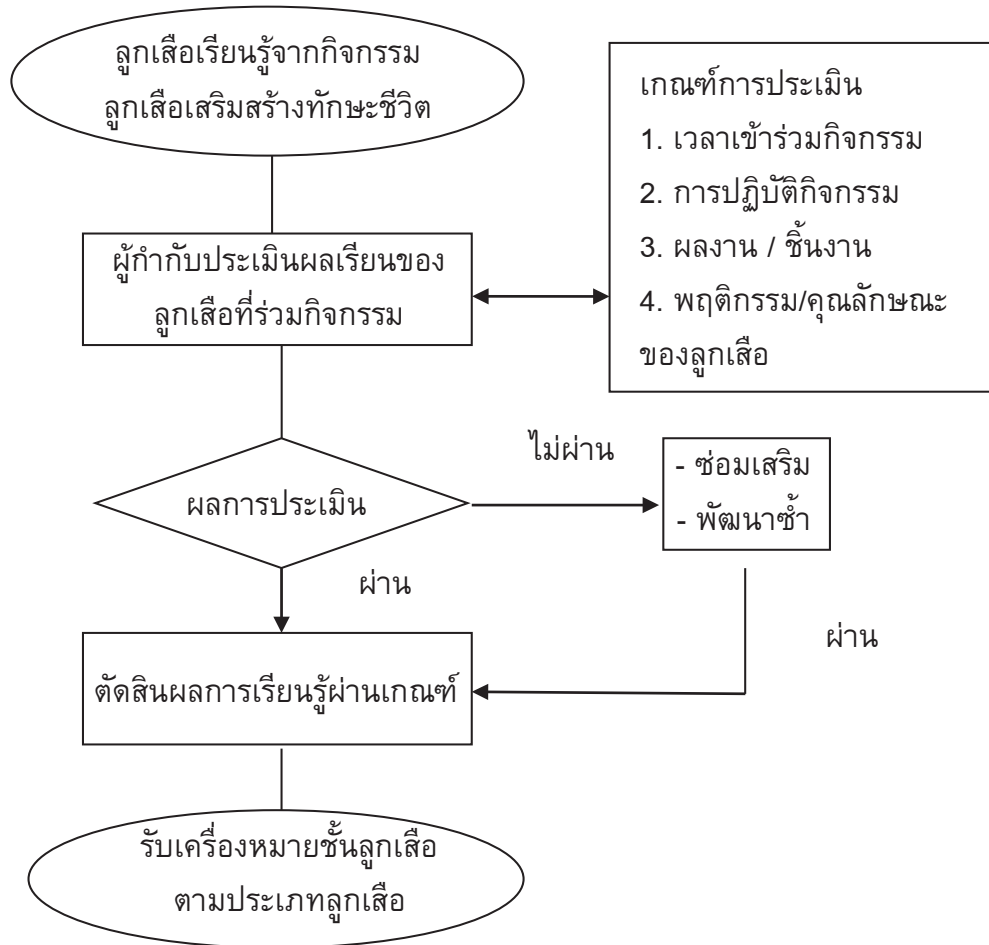 ลูกเสือเรียนรู้จากกิจกรรม
ลูกเสือเสริมสร้างทักษะชีวิต
เกณฑ์การประเมิน
1. เวลาเข้าร่วมกิจกรรม
2. การปฏิบัติกิจกรรม
3. ผลงาน / ชิ้นงาน
4. พฤติกรรม/คุณลักษณะ
ของลูกเสือ
ผู้กำกับประเมินผลเรียนของ
ลูกเสือที่ร่วมกิจกรรม
ไม่ผ่าน
- ซ่อมเสริม
- พัฒนาซ้ำ
ผลการประเมิน
ผ่าน
ผ่าน
ตัดสินผลการเรียนรู้ผ่านเกณฑ์
รับเครื่องหมายชั้นลูกเสือ
ตามประเภทลูกเสือ